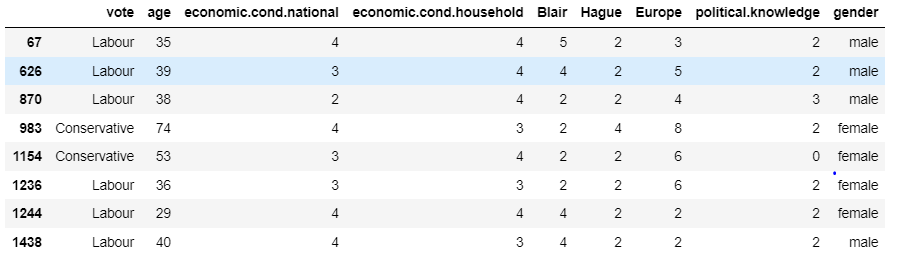 vote age economic.cond.national economic.cond.household Blair Hague Europe political.knowledge gender
67 Labour 35 4 4 5 2 3 2 male
626 Labour 39 3 4 4 2 5 2 male
870 Labour 38 2 4 2 2 4 3 male
983 Conservative 74 4 3 2 4 8 2 female
1154 Conservative 53 3 4 2 2 6 0 female
1236 Labour 36 3 3 2 2 6 2 female
1244 Labour 29 4 4 4 2 2 2 female
1438 Labour 40 4 3 4 2 2 2 male